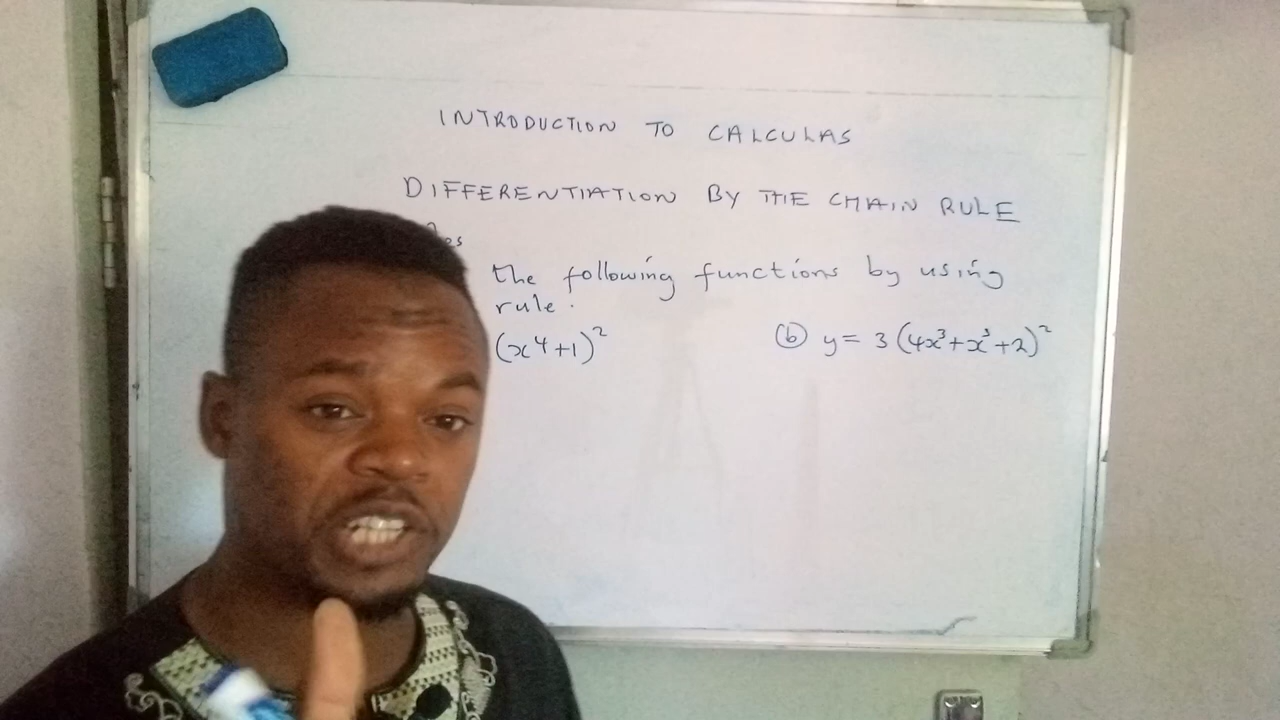 INTRODUCTION TO CALCULAS
DIFFERENTIATION BY THE CHAIN RULE
the following functions by using
rule.
(x⁴+1)² (b) y = 3(4x³+x³+2)²